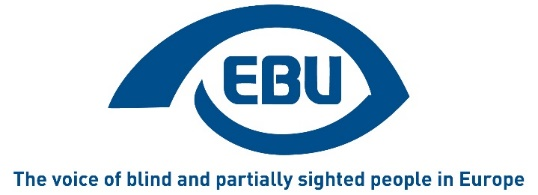 EBU
The voice of blind and partially sighted people in Europe